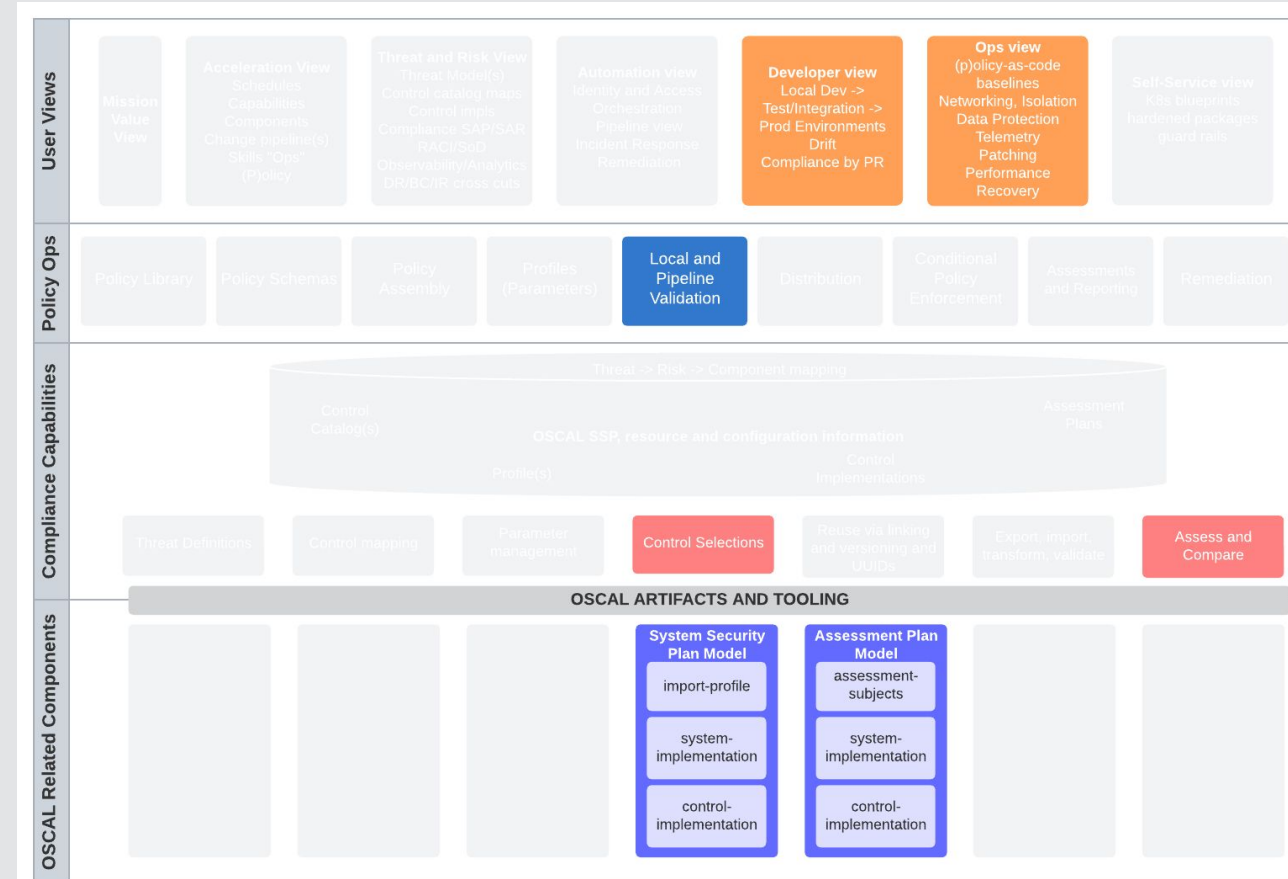 User Views
Mission
Value
View
Acceleration View
Schedules
Capabilities
Components
Change pipeline(s)
Skills "Ops"
(P)olicy
Threat and Risk View
Threat Model(s)
Control catalog maps
Control impls
Compliance SAP/SAR
RACI/SoD
Observability/Analytics
DR/BC/IR cross cuts
Automation view
Identity and Access
Orchestration
Pipeline view
Incident Response
Remediation
Developer view
Local Dev ->
Test/Integration ->
Prod Environments
Drift
Compliance by PR
Ops view
(p)olicy-as-code
baselines
Networking, Isolation
Data Protection
Telemetry
Patching
Performance
Recovery
Self-Service view
K8s blueprints
hardened packages
guard rails
Policy Ops
Policy Library
Policy Schemas
Policy
Assembly
Profiles
(Parameters)
Local and
Pipeline
Validation
Distribution
Conditional
Policy
Enforcement
Assessments
and Reporting
Remediation
Compliance Capabilities
Threat -> Risk -> Component mapping
Control
Catalog(s)
Assessment
Plans
OSCAL SSP, resource and configuration information
Profile(s)
Control
Implementations
Threat Definitions
Control mapping
Parameter
management
Control Selections
Reuse via linking
and versioning and
UUIDs
Export, import,
transform, validate
Assess and
Compare
OSCAL ARTIFACTS AND TOOLING
OSCAL Related Components
System Security
Plan Model
import-profile
system-
implementation
control-
implementation
Assessment Plan
Model
assessment-
subjects
system-
implementation
control-
implementation